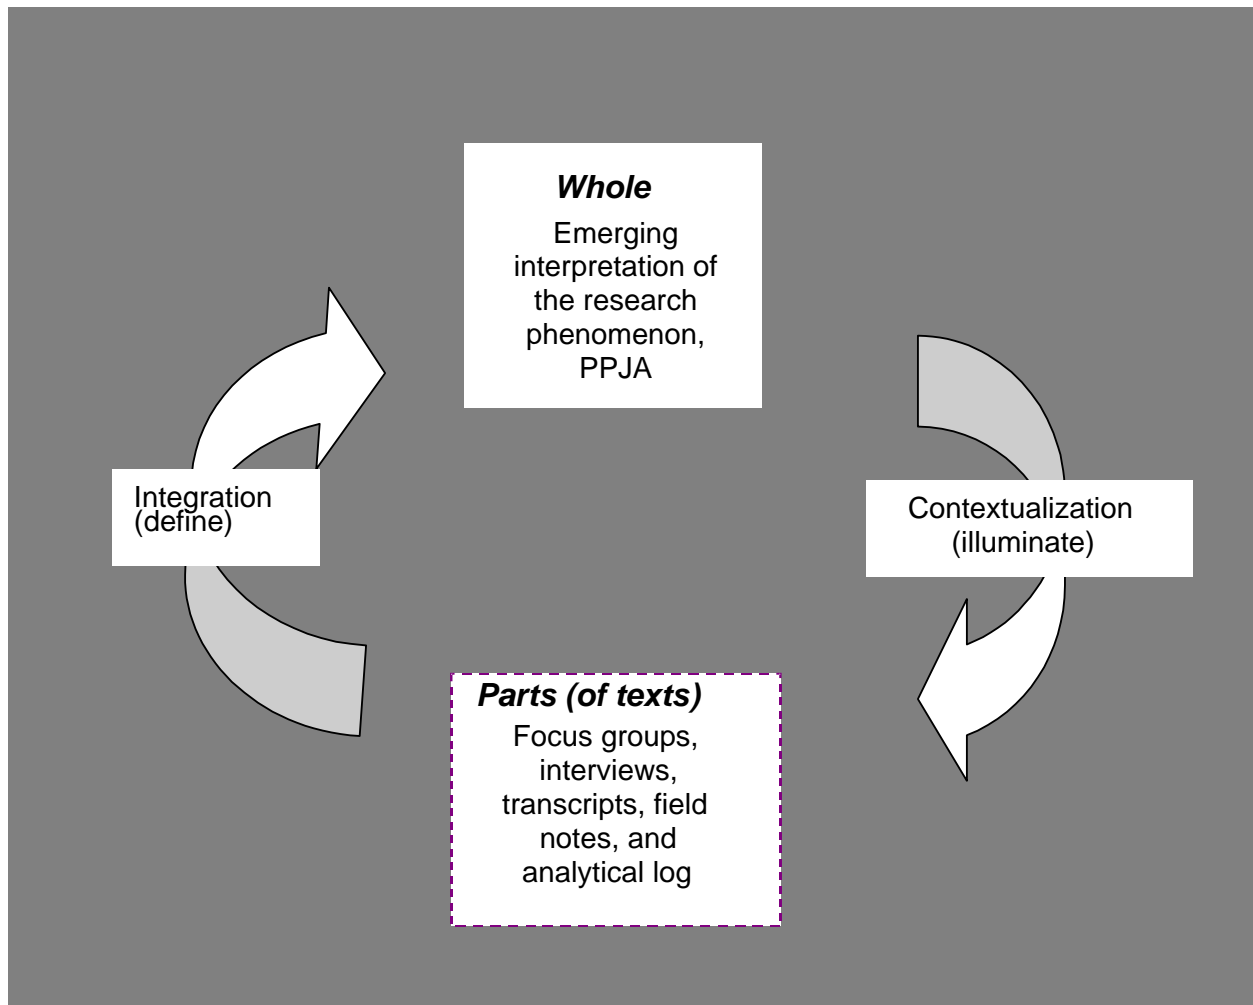 Whole
Emerging
interpretation of
the research
phenomenon,
PPJA
Integration
(define)
Contextualization
(illuminate)
Parts (of texts)
Focus groups,
interviews,
transcripts, field
notes, and
analytical log